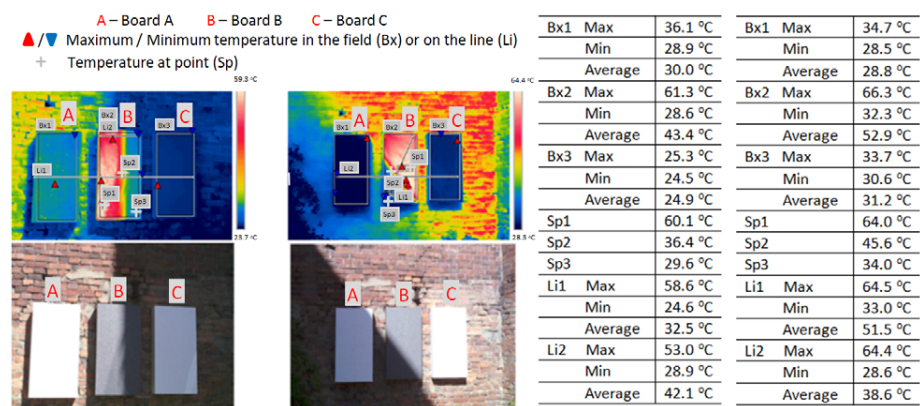 A – Board A B – Board B C – Board C
/ Maximum / Minimum temperature in the field (Bx) or on the line (Li)
Temperature at point (Sp)
59.3 °C
A B C
Bx1 Bx2 Bx3
Li2
Sp2
Li1
Sp1
Sp3
23.7 °C
64.4 °C
A B C
Bx1 Bx2 Bx3
Sp1
Li2
Sp2
Li1
Sp3
28.3 °C
A B C
A B C
Bx1 Max 36.1 °C
Min 28.9 °C
Average 30.0 °C
Bx2 Max 61.3 °C
Min 28.6 °C
Average 43.4 °C
Bx3 Max 25.3 °C
Min 24.5 °C
Average 24.9 °C
Sp1 60.1 °C
Sp2 36.4 °C
Sp3 29.6 °C
Li1 Max 58.6 °C
Min 24.6 °C
Average 32.5 °C
Li2 Max 53.0 °C
Min 28.9 °C
Average 42.1 °C
Bx1 Max 34.7 °C
Min 28.5 °C
Average 28.8 °C
Bx2 Max 66.3 °C
Min 32.3 °C
Average 52.9 °C
Bx3 Max 33.7 °C
Min 30.6 °C
Average 31.2 °C
Sp1 64.0 °C
Sp2 45.6 °C
Sp3 34.0 °C
Li1 Max 64.5 °C
Min 33.0 °C
Average 51.5 °C
Li2 Max 64.4 °C
Min 28.6 °C
Average 38.6 °C